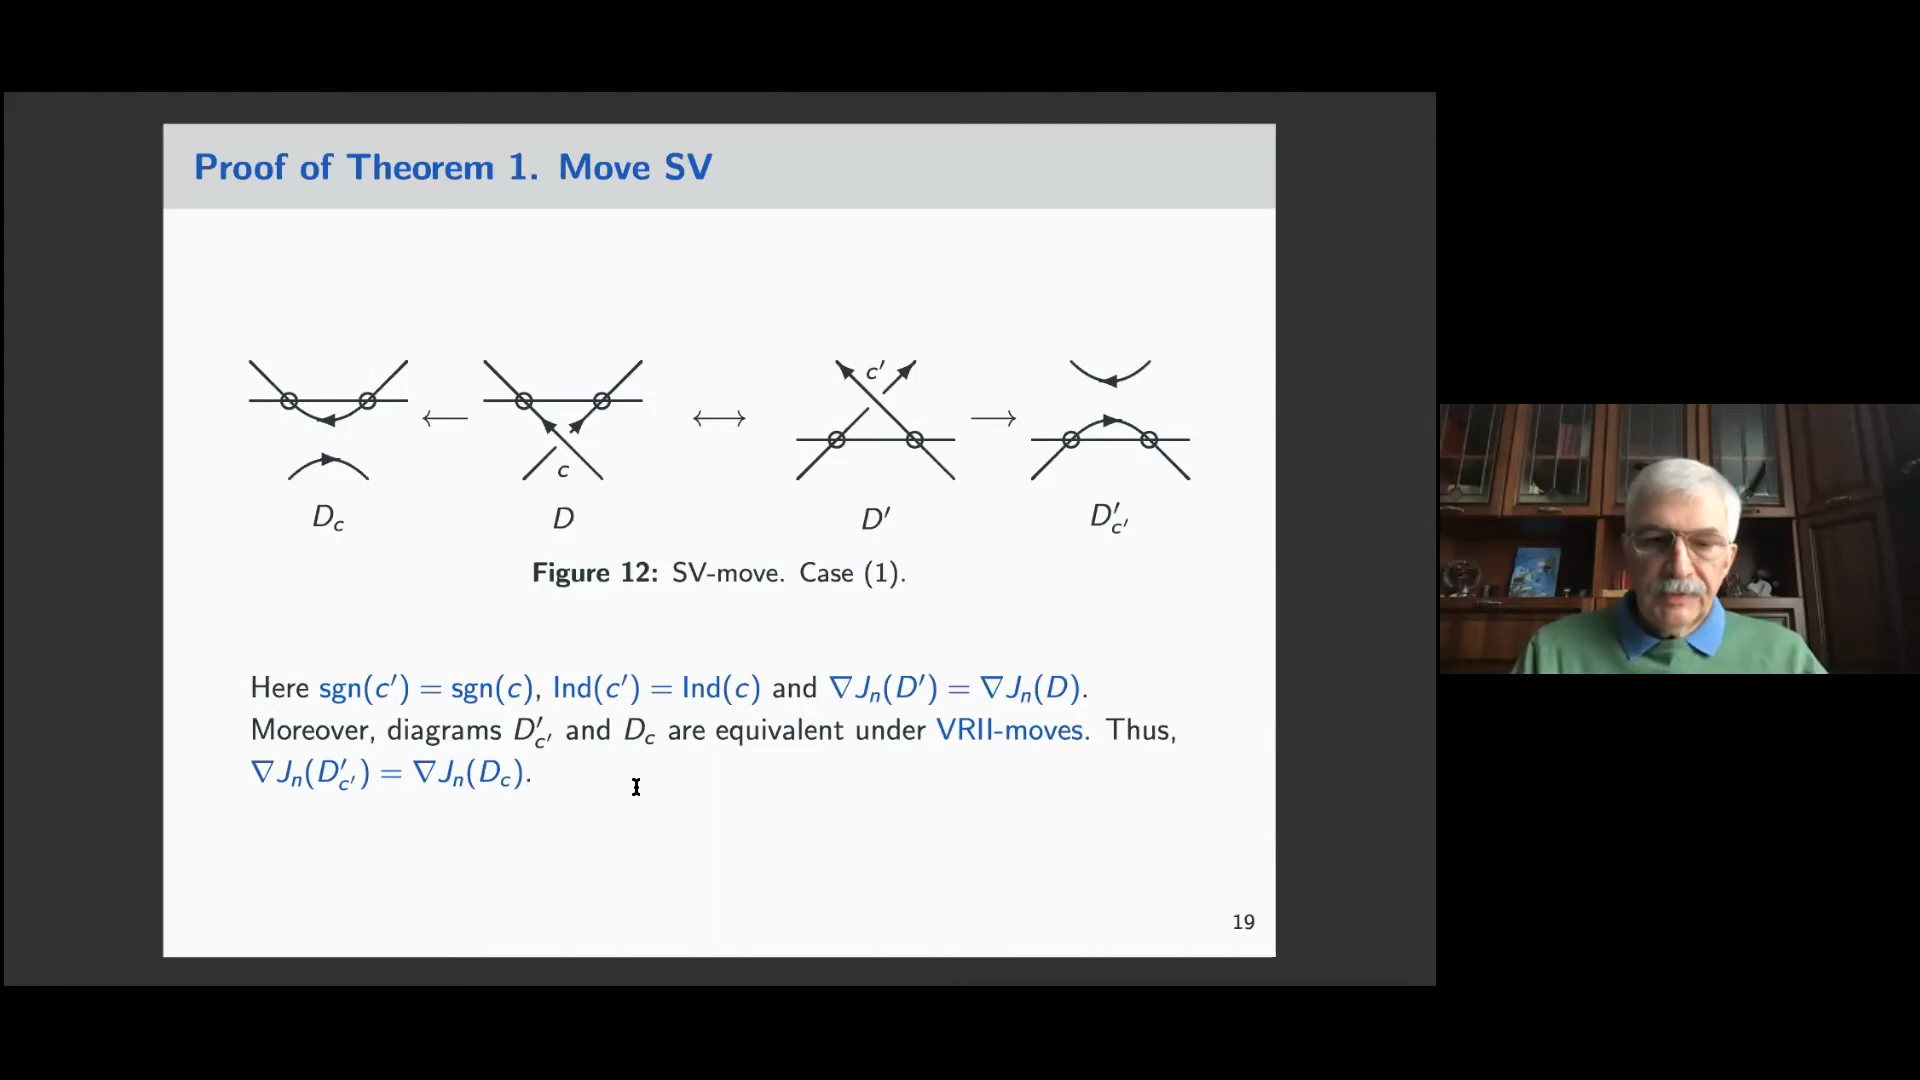 Proof of Theorem 1. Move SV
c′
c
D_c
D
D′
D′_{c′}
Figure 12: SV-move. Case (1).
Here sgn(c′) = sgn(c), Ind(c′) = Ind(c) and ∇J_n(D′) = ∇J_n(D).
Moreover, diagrams D′_{c′} and D_c are equivalent under VRII-moves. Thus,
∇J_n(D′_{c′}) = ∇J_n(D_c).
19